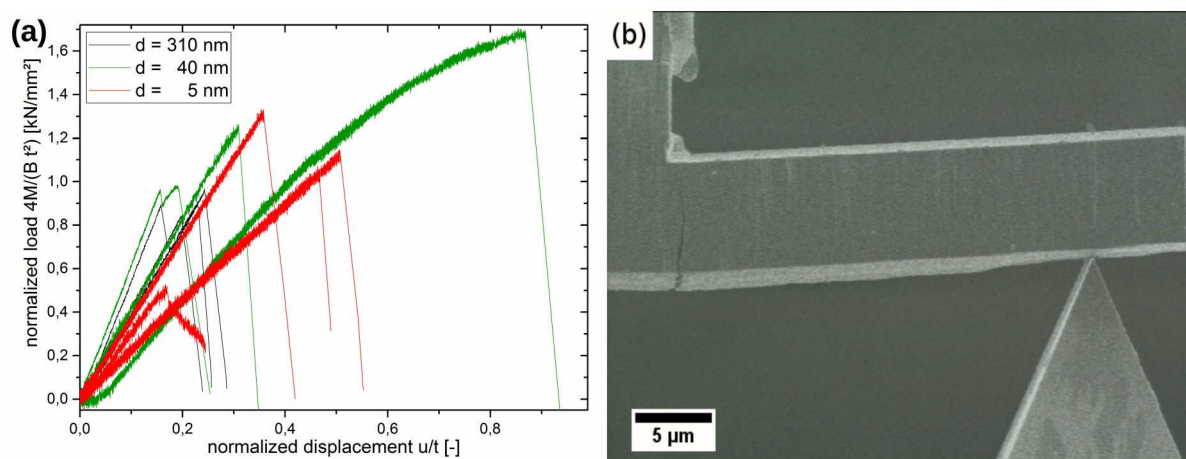 (a)
normalized load 4M/(B t²) [kN/mm²]
1,6
1,4
1,2
1,0
0,8
0,6
0,4
0,2
0,0
d = 310 nm
d = 40 nm
d = 5 nm
0,0 0,2 0,4 0,6 0,8
normalized displacement u/t [-]
(b)
5 µm